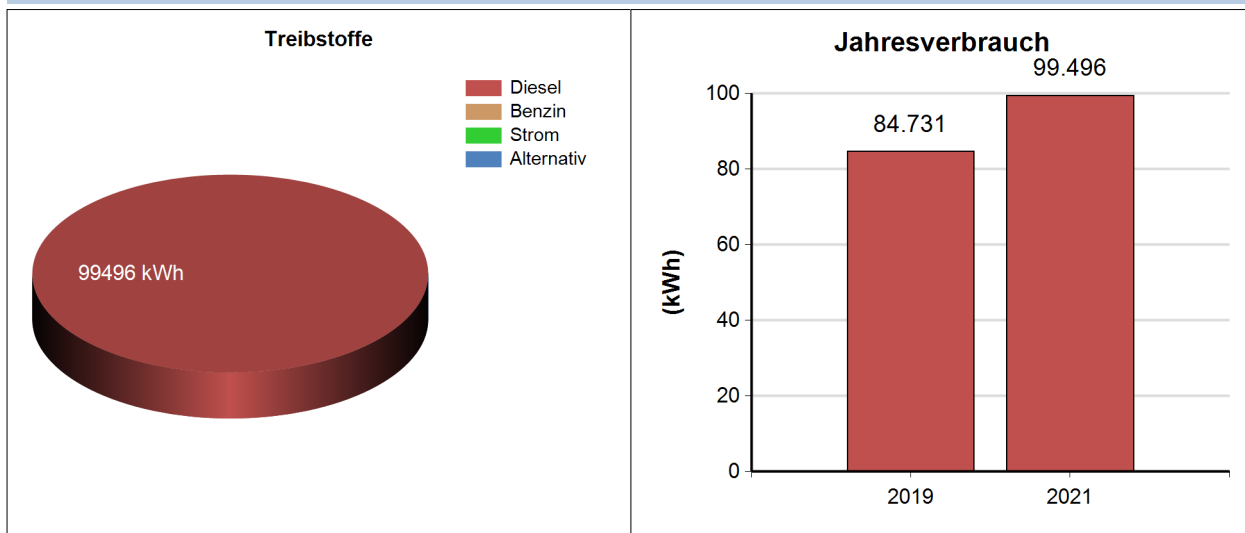 Treibstoffe
Diesel
Benzin
Strom
Alternativ
99496 kWh
Jahresverbrauch
99.496
84.731
100
80
60
40
20
0
(kWh)
2019
2021